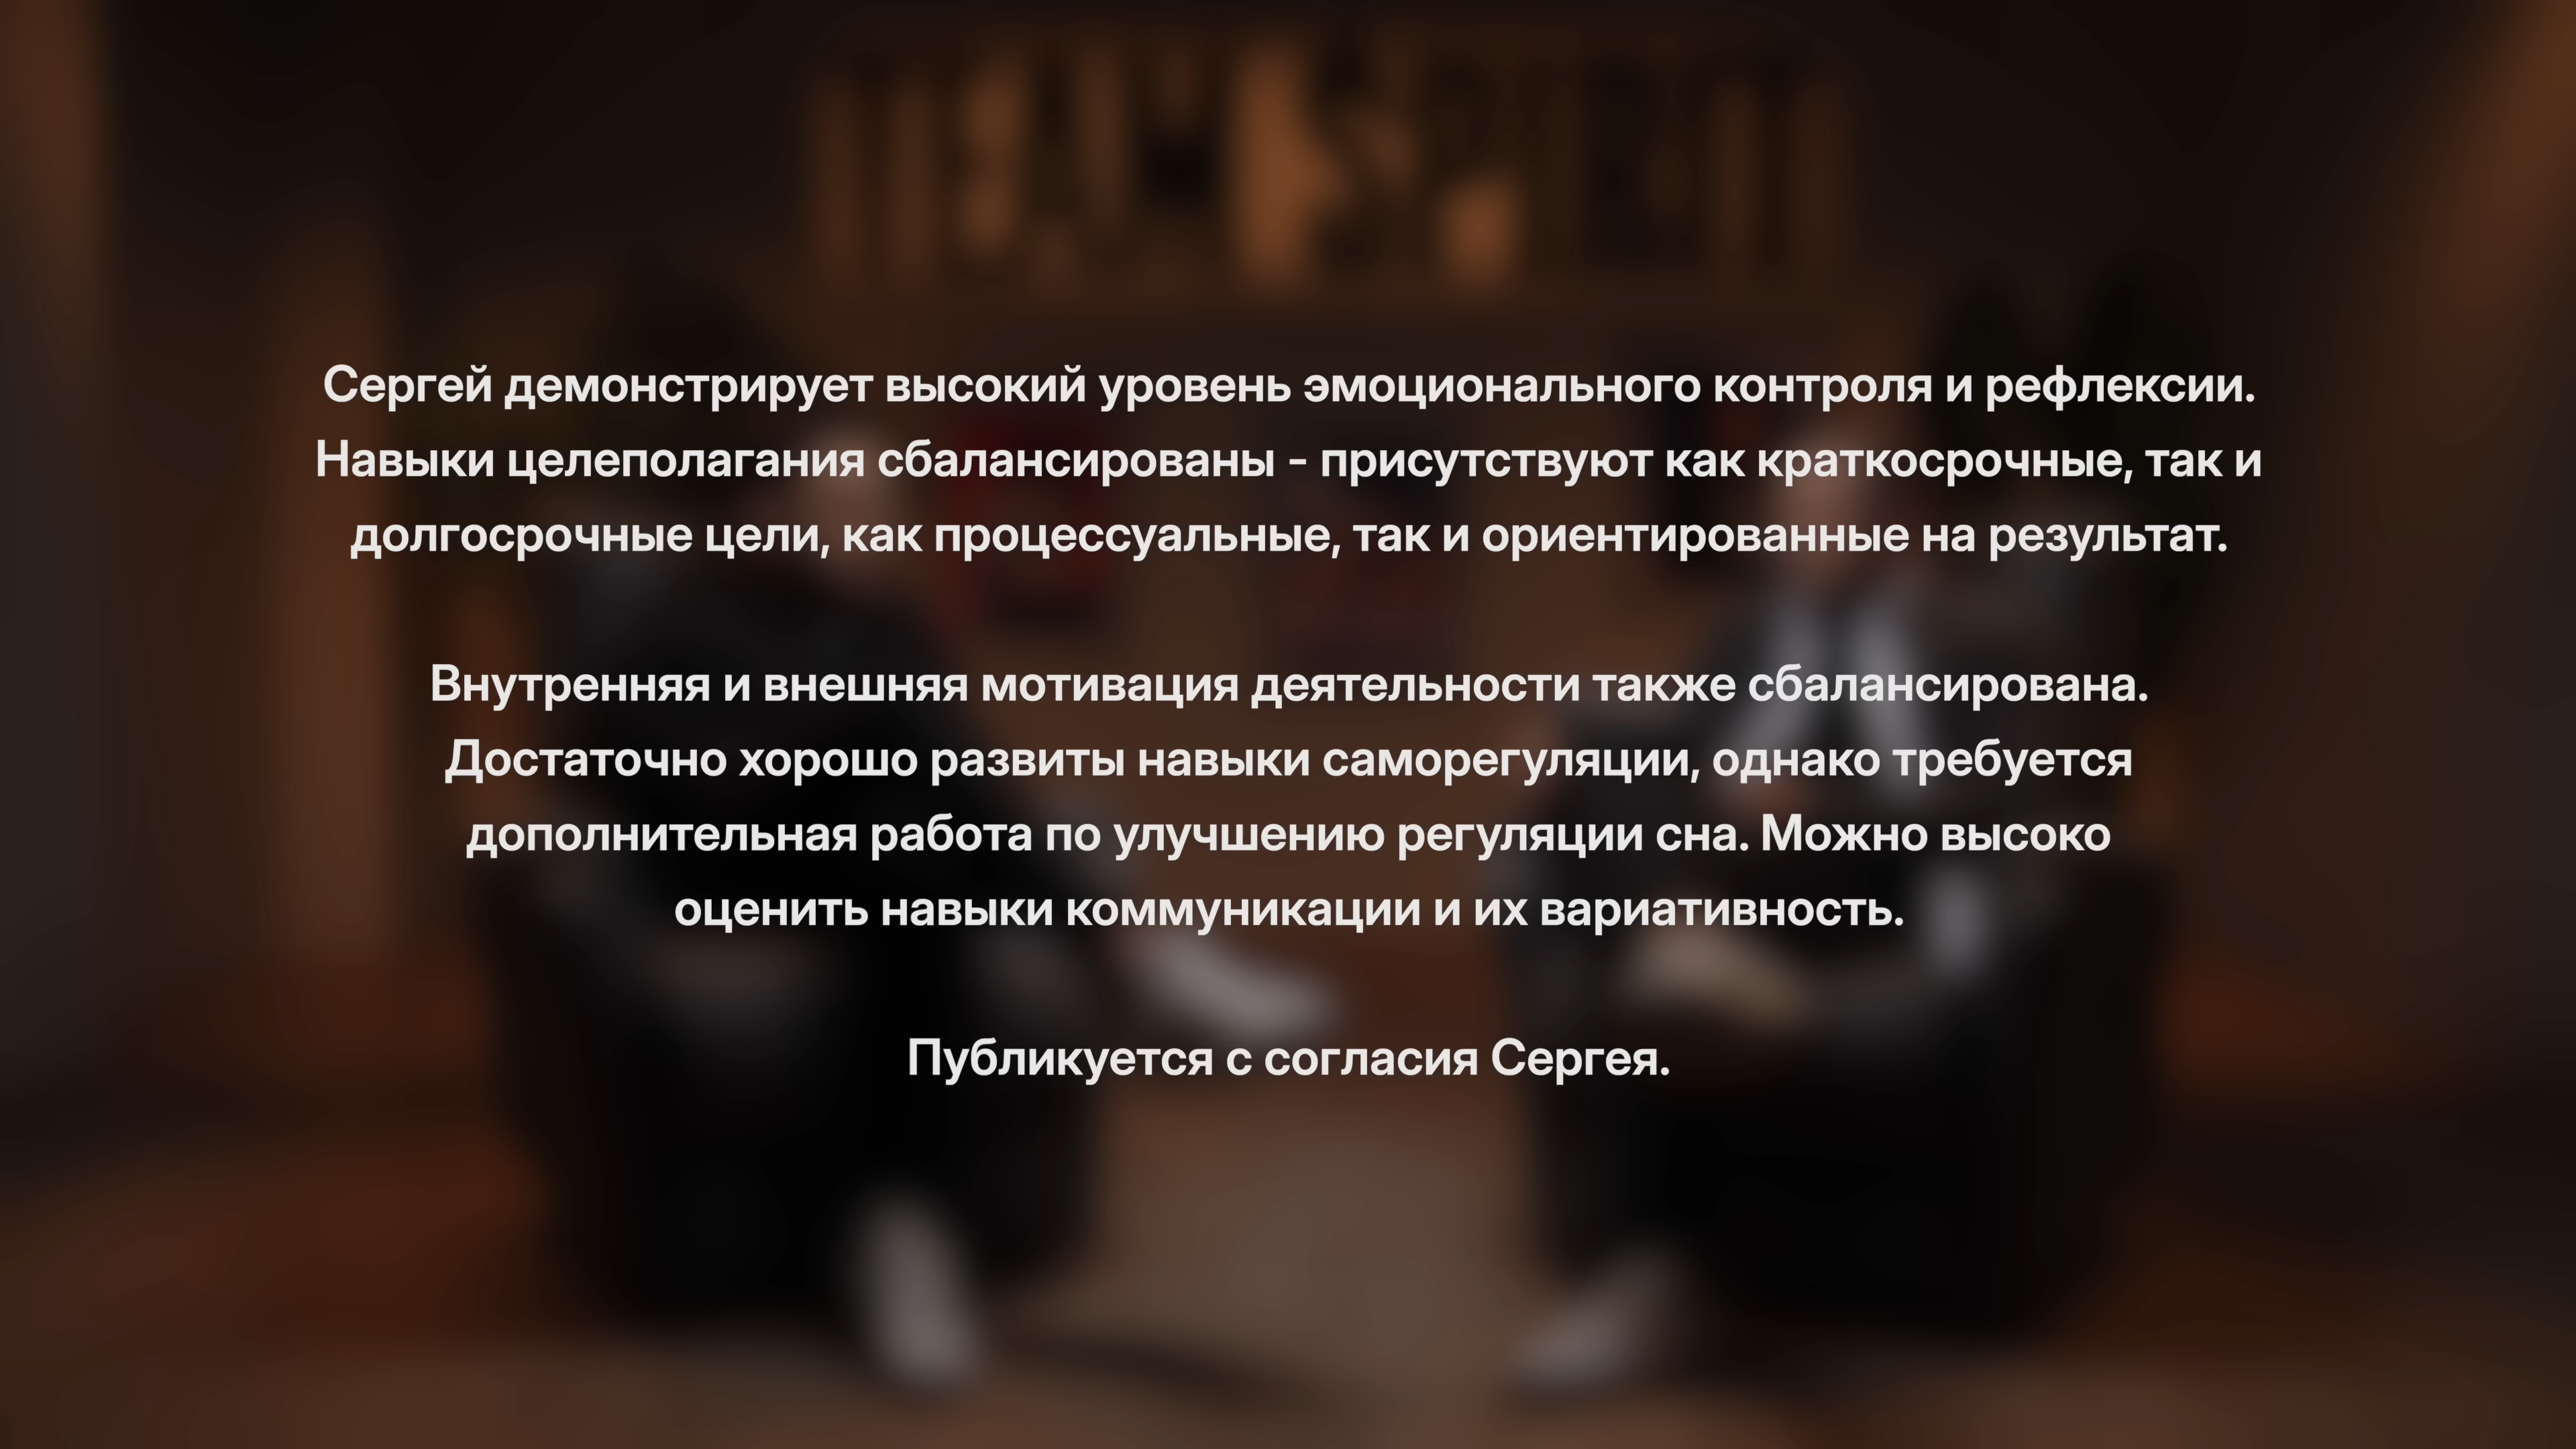 Сергей демонстрирует высокий уровень эмоционального контроля и рефлексии.
Навыки целеполагания сбалансированы - присутствуют как краткосрочные, так и
долгосрочные цели, как процессуальные, так и ориентированные на результат.
Внутренняя и внешняя мотивация деятельности также сбалансирована.
Достаточно хорошо развиты навыки саморегуляции, однако требуется
дополнительная работа по улучшению регуляции сна. Можно высоко
оценить навыки коммуникации и их вариативность.
Публикуется с согласия Сергея.